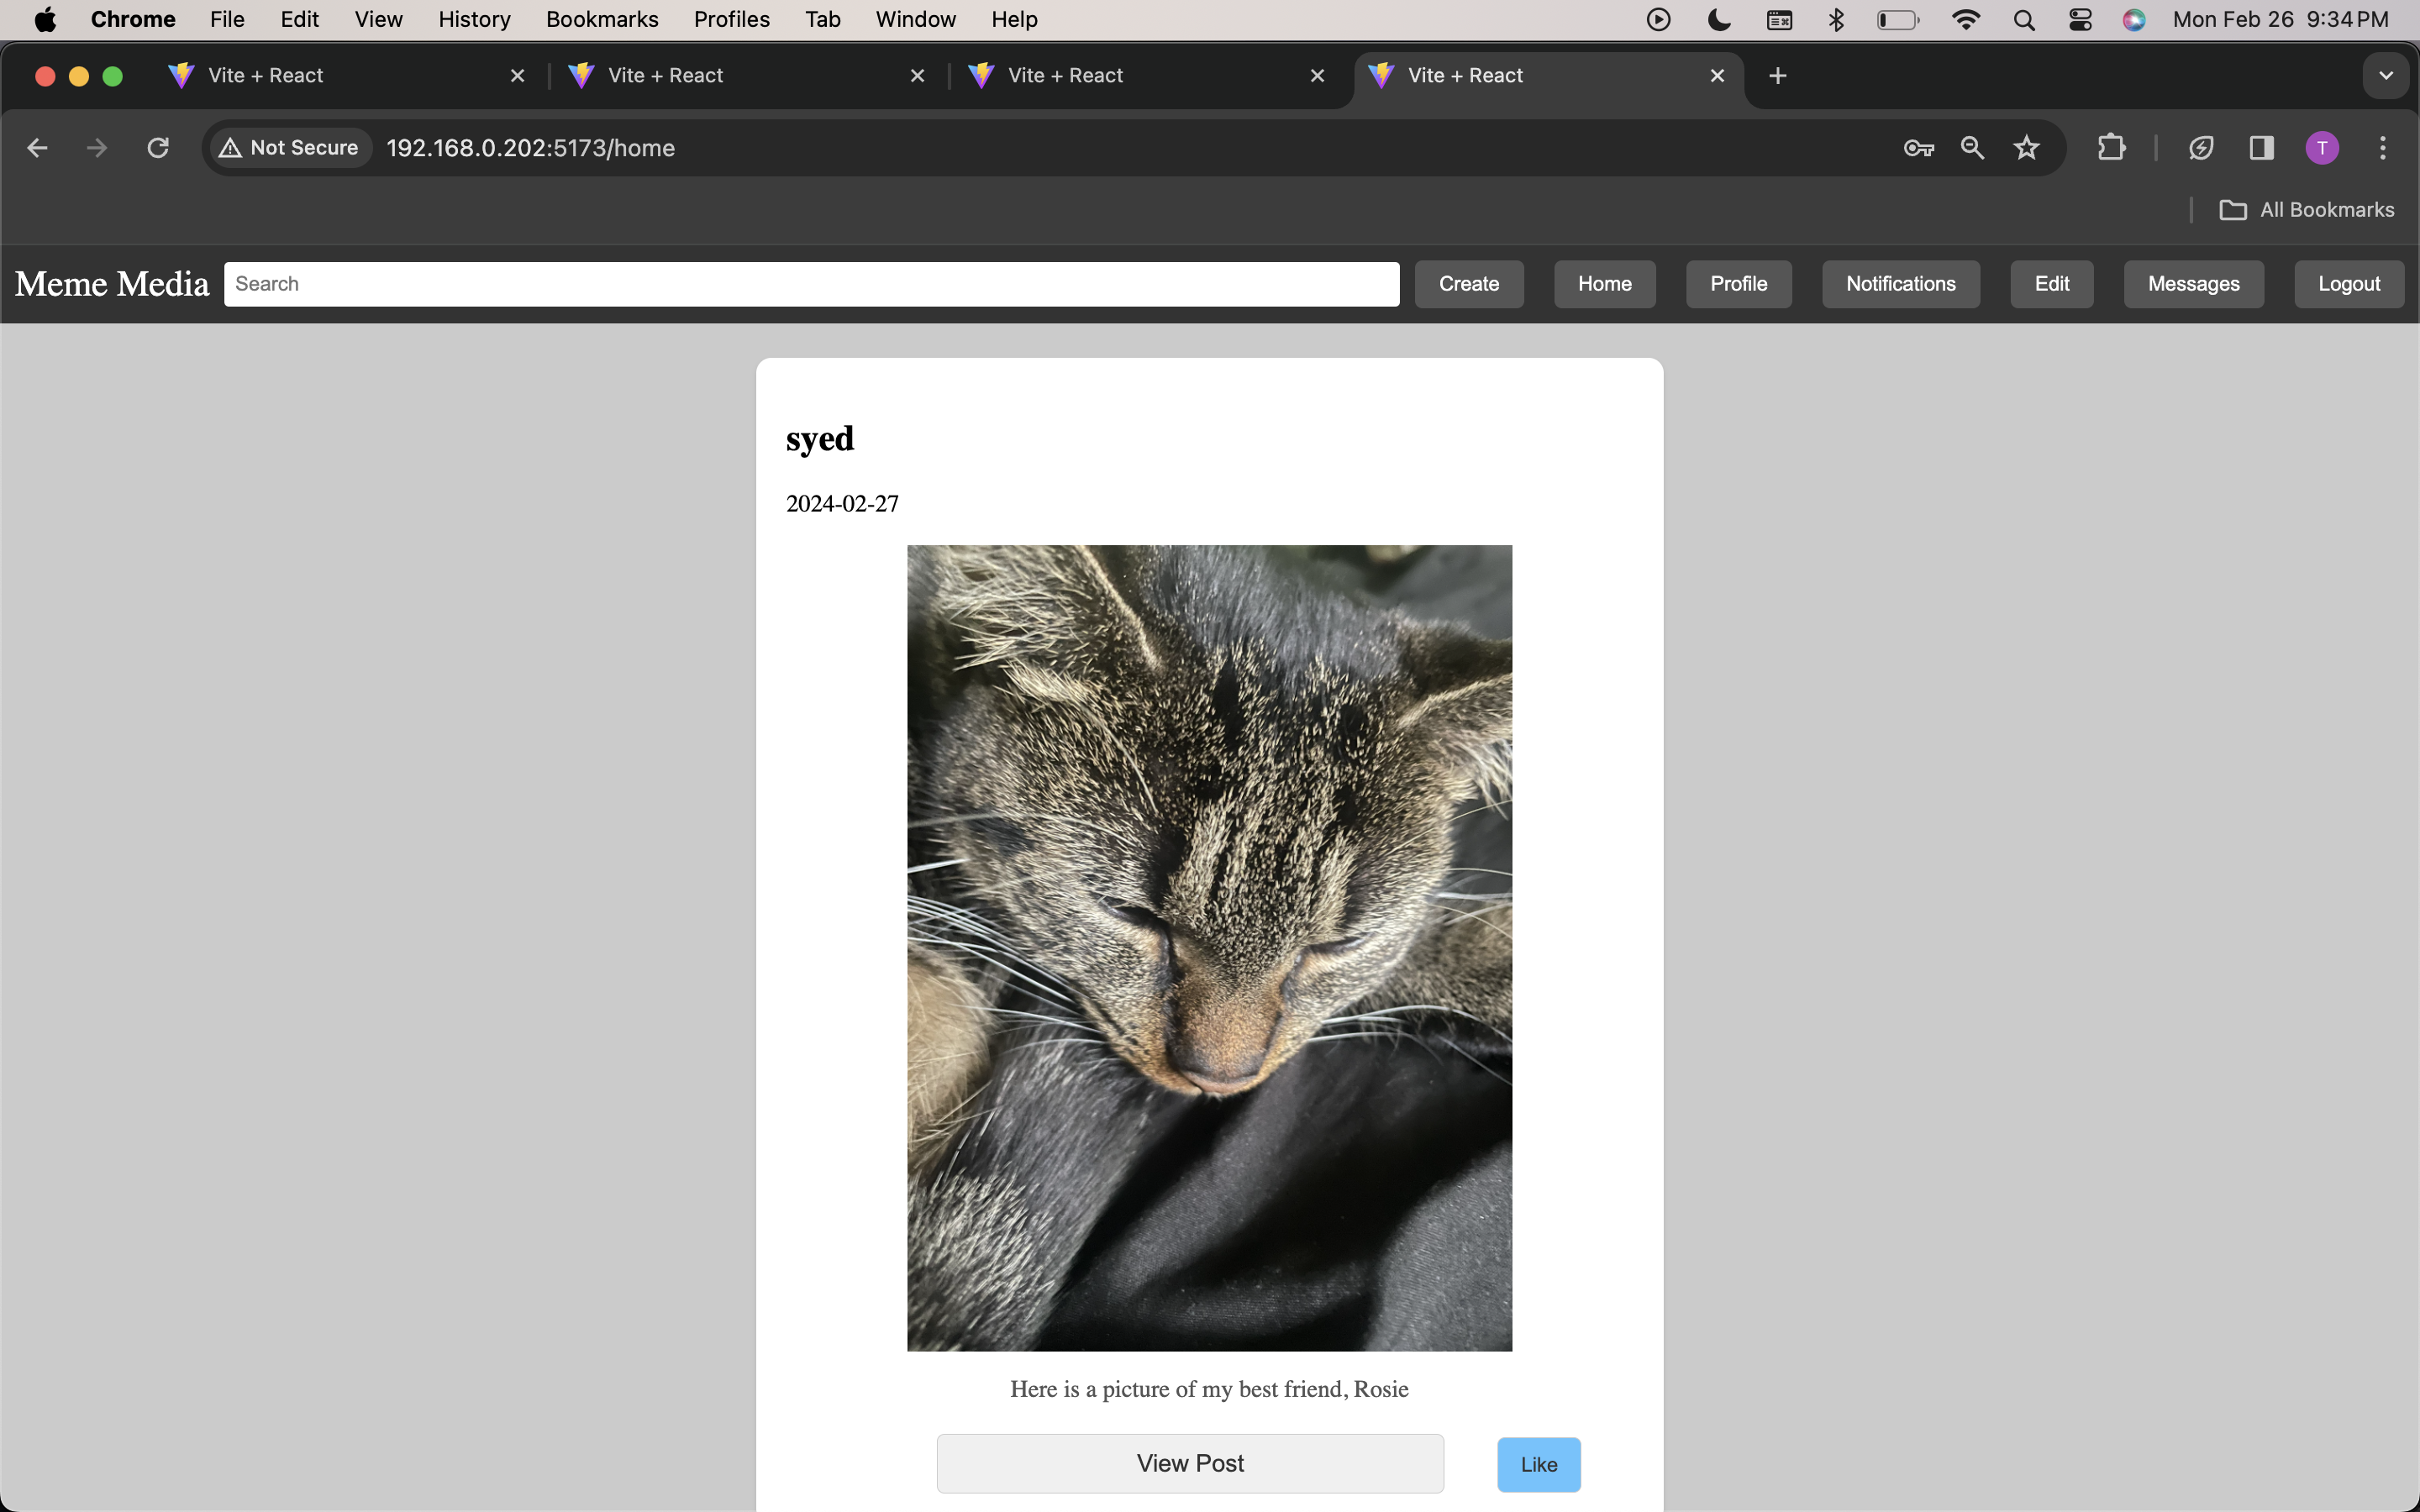 Chrome File Edit View History Bookmarks Profiles Tab Window Help Mon Feb 26 9:34 PM
Vite + React Vite + React Vite + React Vite + React
Not Secure 192.168.0.202:5173/home T
All Bookmarks
Meme Media Search Create Home Profile Notifications Edit Messages Logout
syed
2024-02-27
Here is a picture of my best friend, Rosie
View Post Like